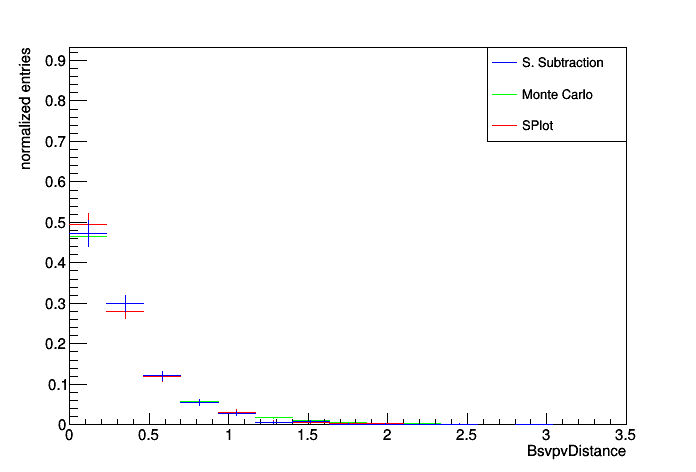 normalized entries
0.9
0.8
0.7
0.6
0.5
0.4
0.3
0.2
0.1
0
S. Subtraction
Monte Carlo
SPlot
0 0.5 1 1.5 2 2.5 3 3.5
BsvpvDistance